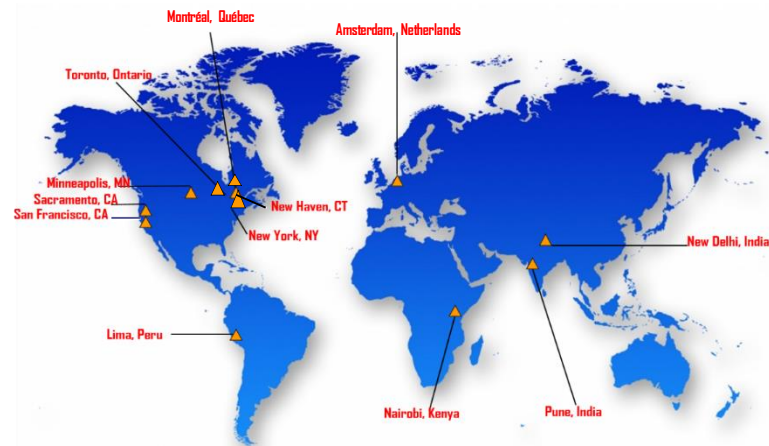 Montréal, Québec
Amsterdam, Netherlands
Toronto, Ontario
Minneapolis, MN
Sacramento, CA
San Francisco, CA
New Haven, CT
New York, NY
New Delhi, India
Lima, Peru
Nairobi, Kenya
Pune, India